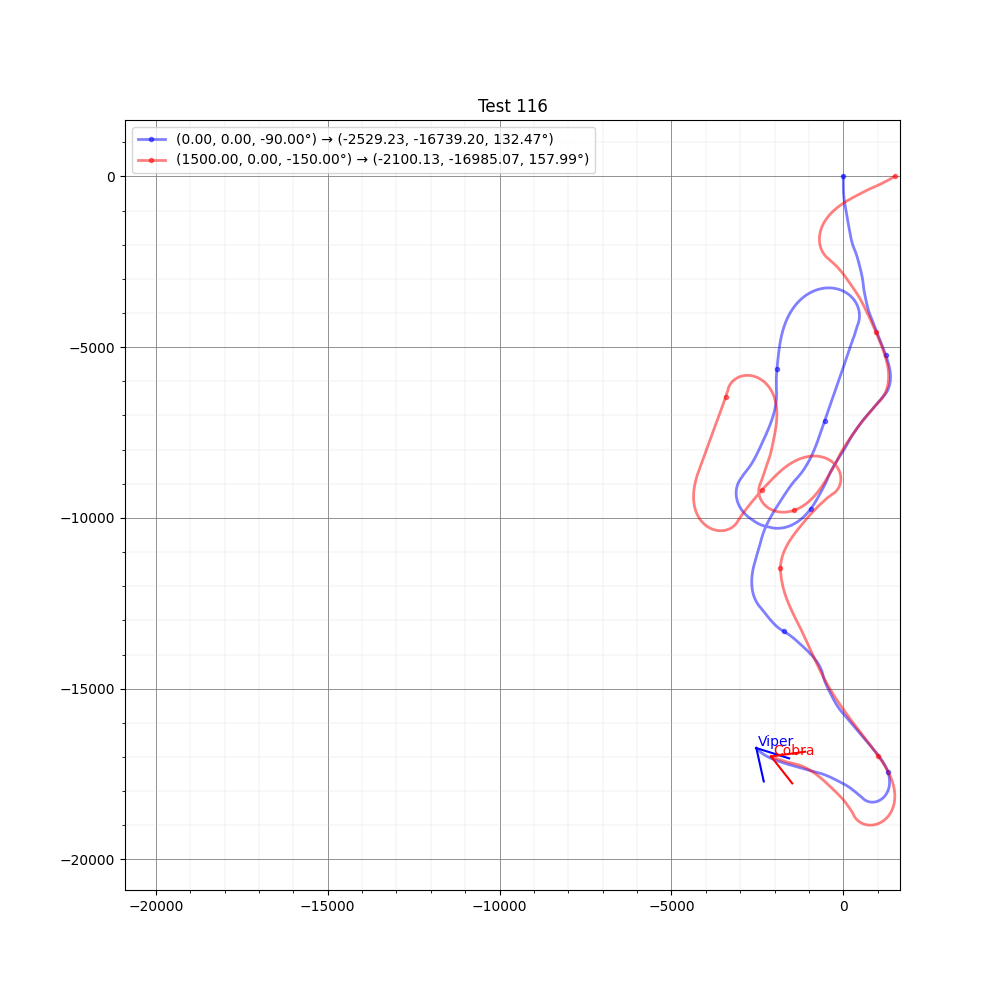 Test 116
(0.00, 0.00, -90.00°) → (-2529.23, -16739.20, 132.47°)
(1500.00, 0.00, -150.00°) → (-2100.13, -16985.07, 157.99°)
0
−5000
−10000
−15000
−20000
Viper
Cobra
−20000 −15000 −10000 −5000 0